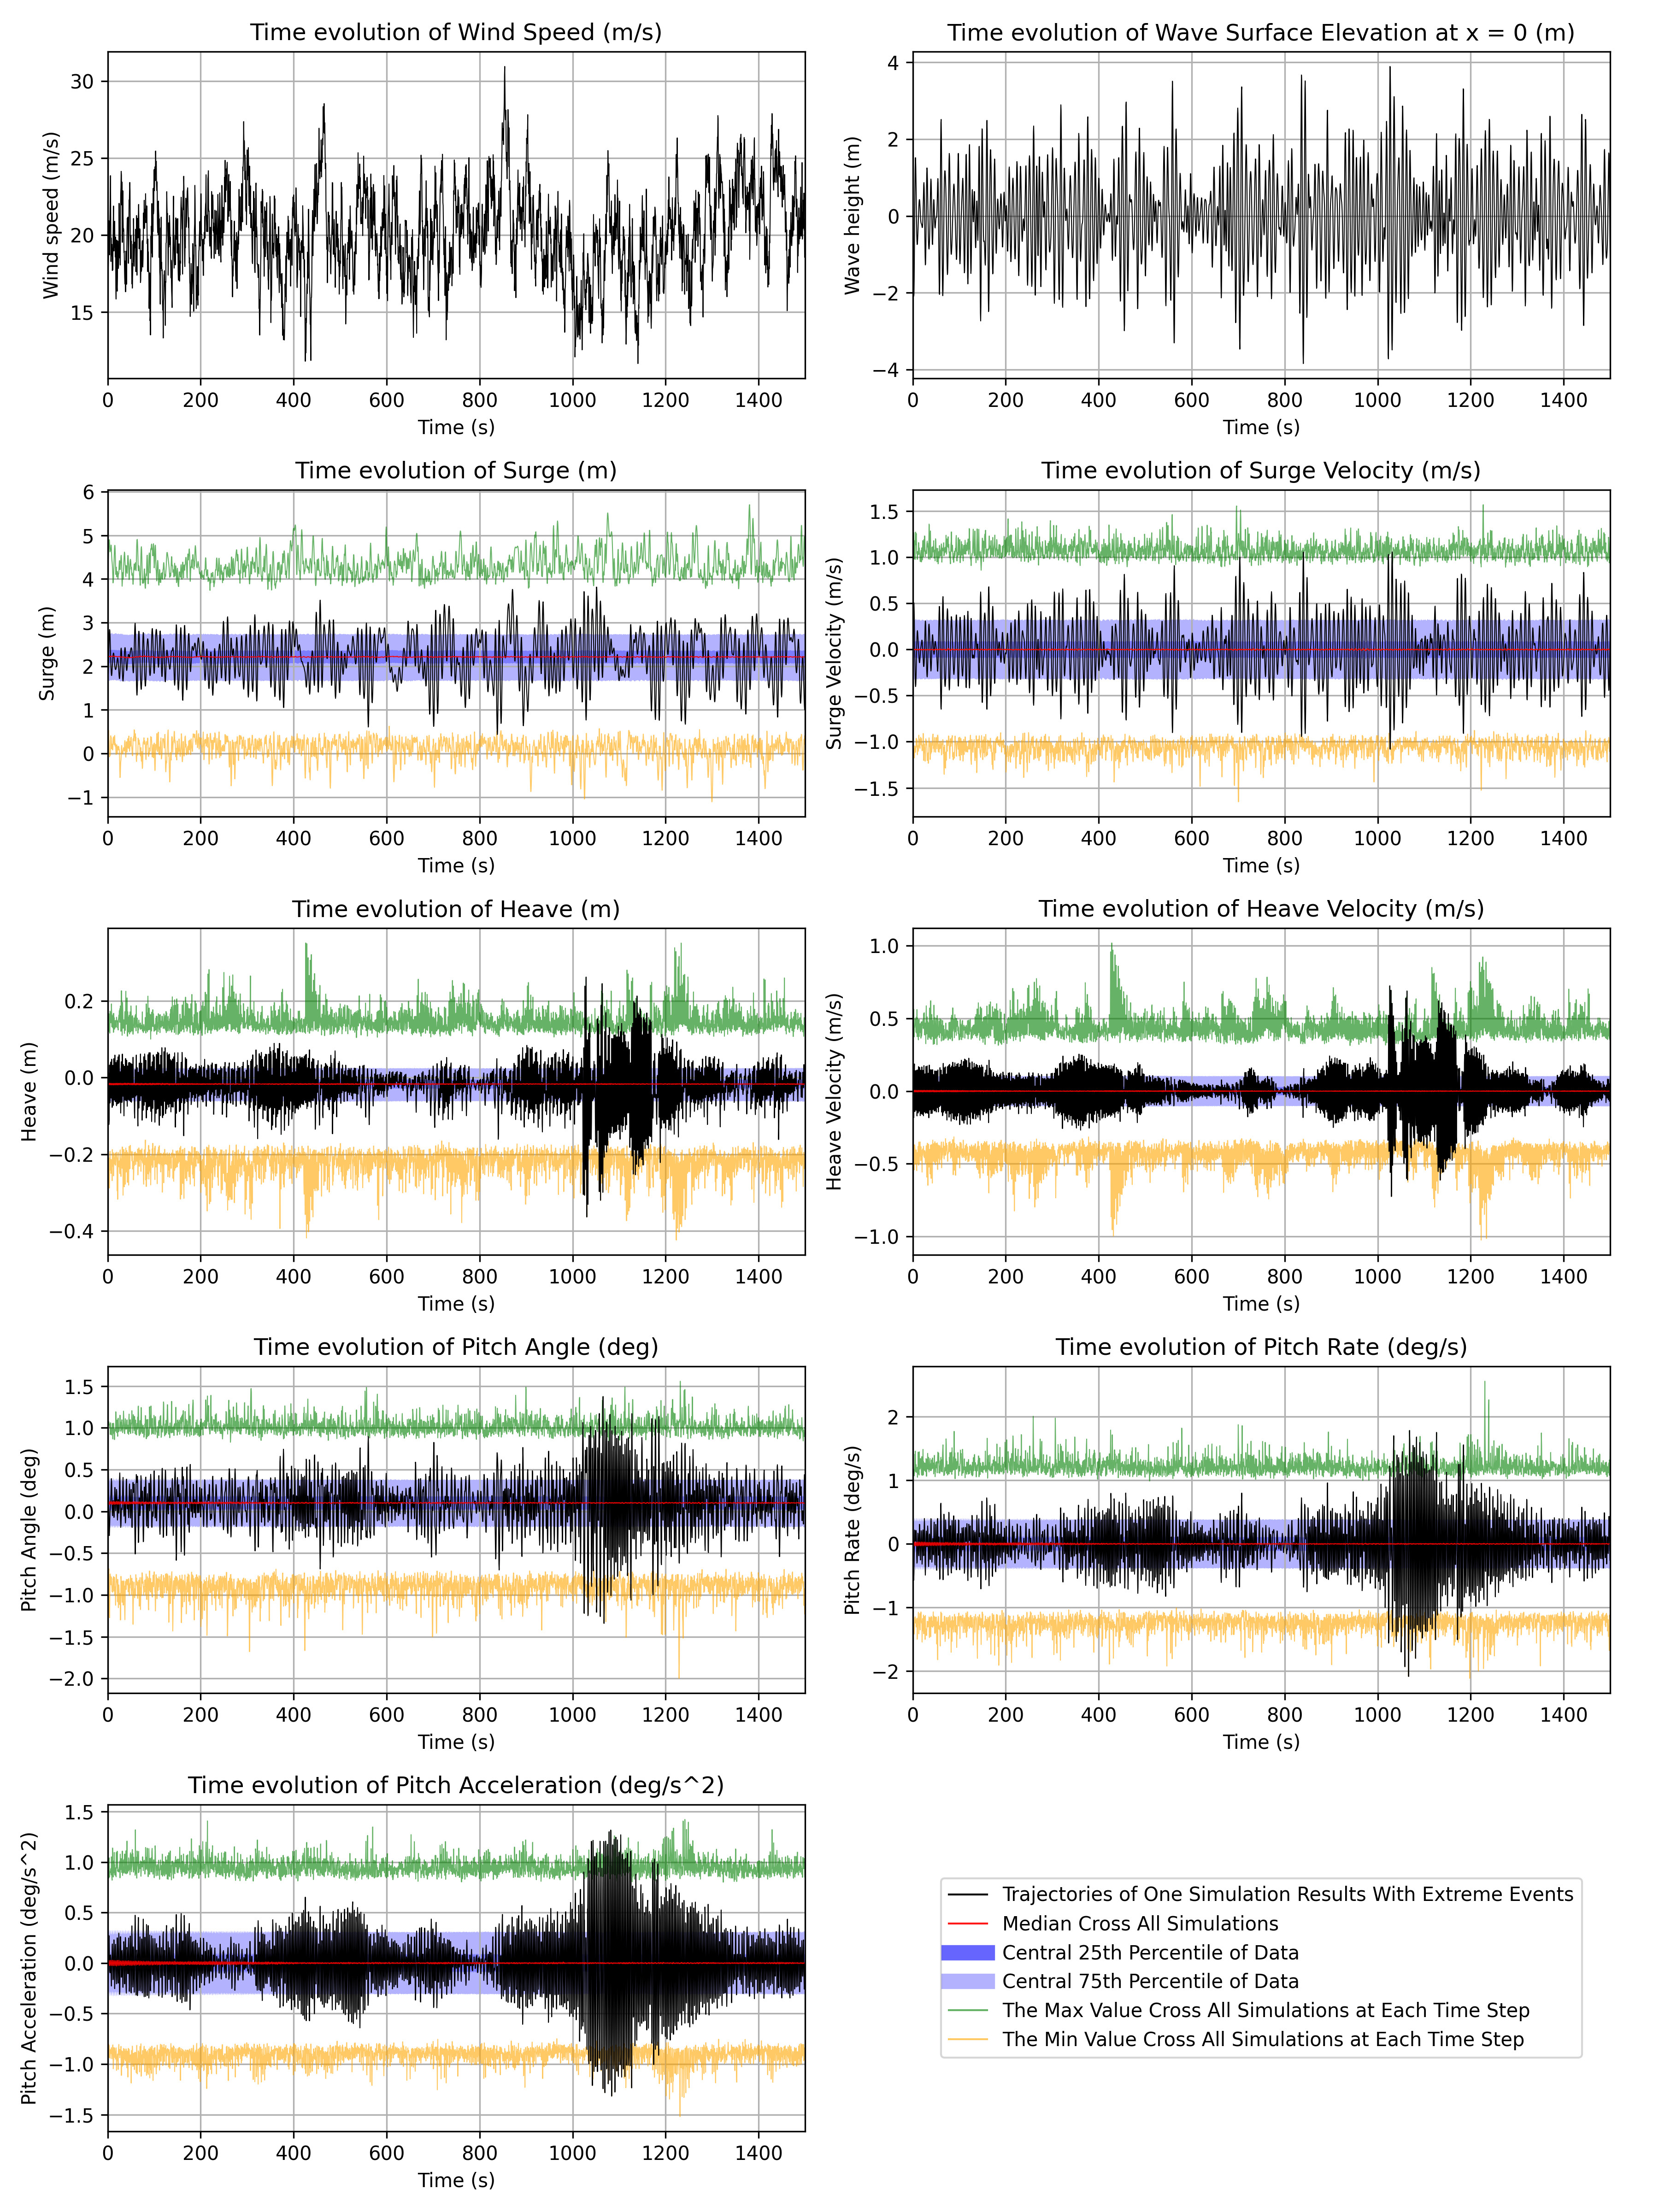 Time evolution of Wind Speed (m/s)
Wind speed (m/s)
30
25
20
15
0 200 400 600 800 1000 1200 1400
Time (s)
Time evolution of Wave Surface Elevation at x = 0 (m)
Wave height (m)
4
2
0
−2
−4
0 200 400 600 800 1000 1200 1400
Time (s)
Time evolution of Surge (m)
Surge (m)
6
5
4
3
2
1
0
−1
0 200 400 600 800 1000 1200 1400
Time (s)
Time evolution of Surge Velocity (m/s)
Surge Velocity (m/s)
1.5
1.0
0.5
0.0
−0.5
−1.0
−1.5
0 200 400 600 800 1000 1200 1400
Time (s)
Time evolution of Heave (m)
Heave (m)
0.2
0.0
−0.2
−0.4
0 200 400 600 800 1000 1200 1400
Time (s)
Time evolution of Heave Velocity (m/s)
Heave Velocity (m/s)
1.0
0.5
0.0
−0.5
−1.0
0 200 400 600 800 1000 1200 1400
Time (s)
Time evolution of Pitch Angle (deg)
Pitch Angle (deg)
1.5
1.0
0.5
0.0
−0.5
−1.0
−1.5
−2.0
0 200 400 600 800 1000 1200 1400
Time (s)
Time evolution of Pitch Rate (deg/s)
Pitch Rate (deg/s)
2
1
0
−1
−2
0 200 400 600 800 1000 1200 1400
Time (s)
Time evolution of Pitch Acceleration (deg/s^2)
Pitch Acceleration (deg/s^2)
1.5
1.0
0.5
0.0
−0.5
−1.0
−1.5
0 200 400 600 800 1000 1200 1400
Time (s)
Trajectories of One Simulation Results With Extreme Events
Median Cross All Simulations
Central 25th Percentile of Data
Central 75th Percentile of Data
The Max Value Cross All Simulations at Each Time Step
The Min Value Cross All Simulations at Each Time Step